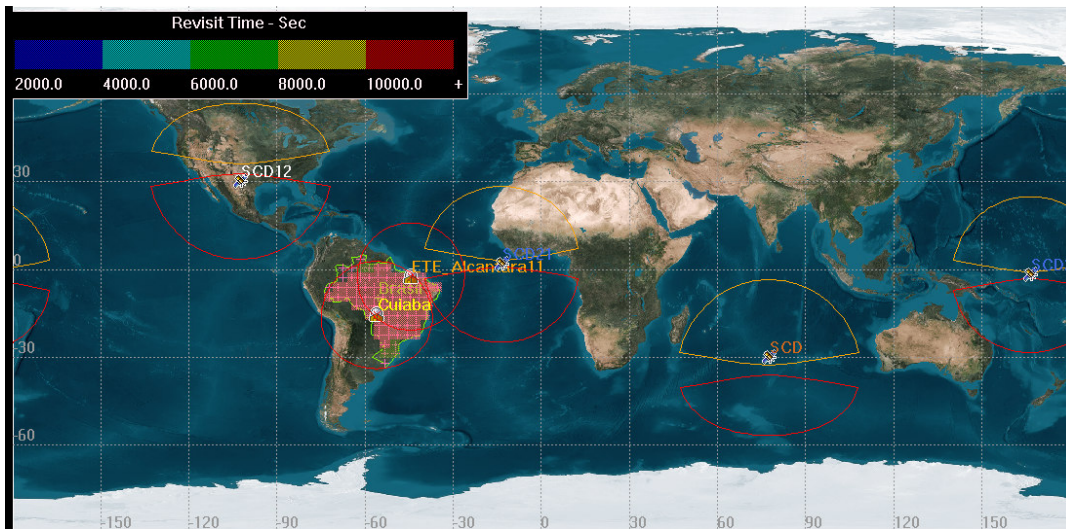 Revisit Time - Sec
2000.0 4000.0 6000.0 8000.0 10000.0 +
SCD12
30
SCD21
0
ETE_Alcantara11
Brasil
Cuiaba
SCD
-30
-60
-150 -120 -90 -60 -30 0 30 60 90 120 150